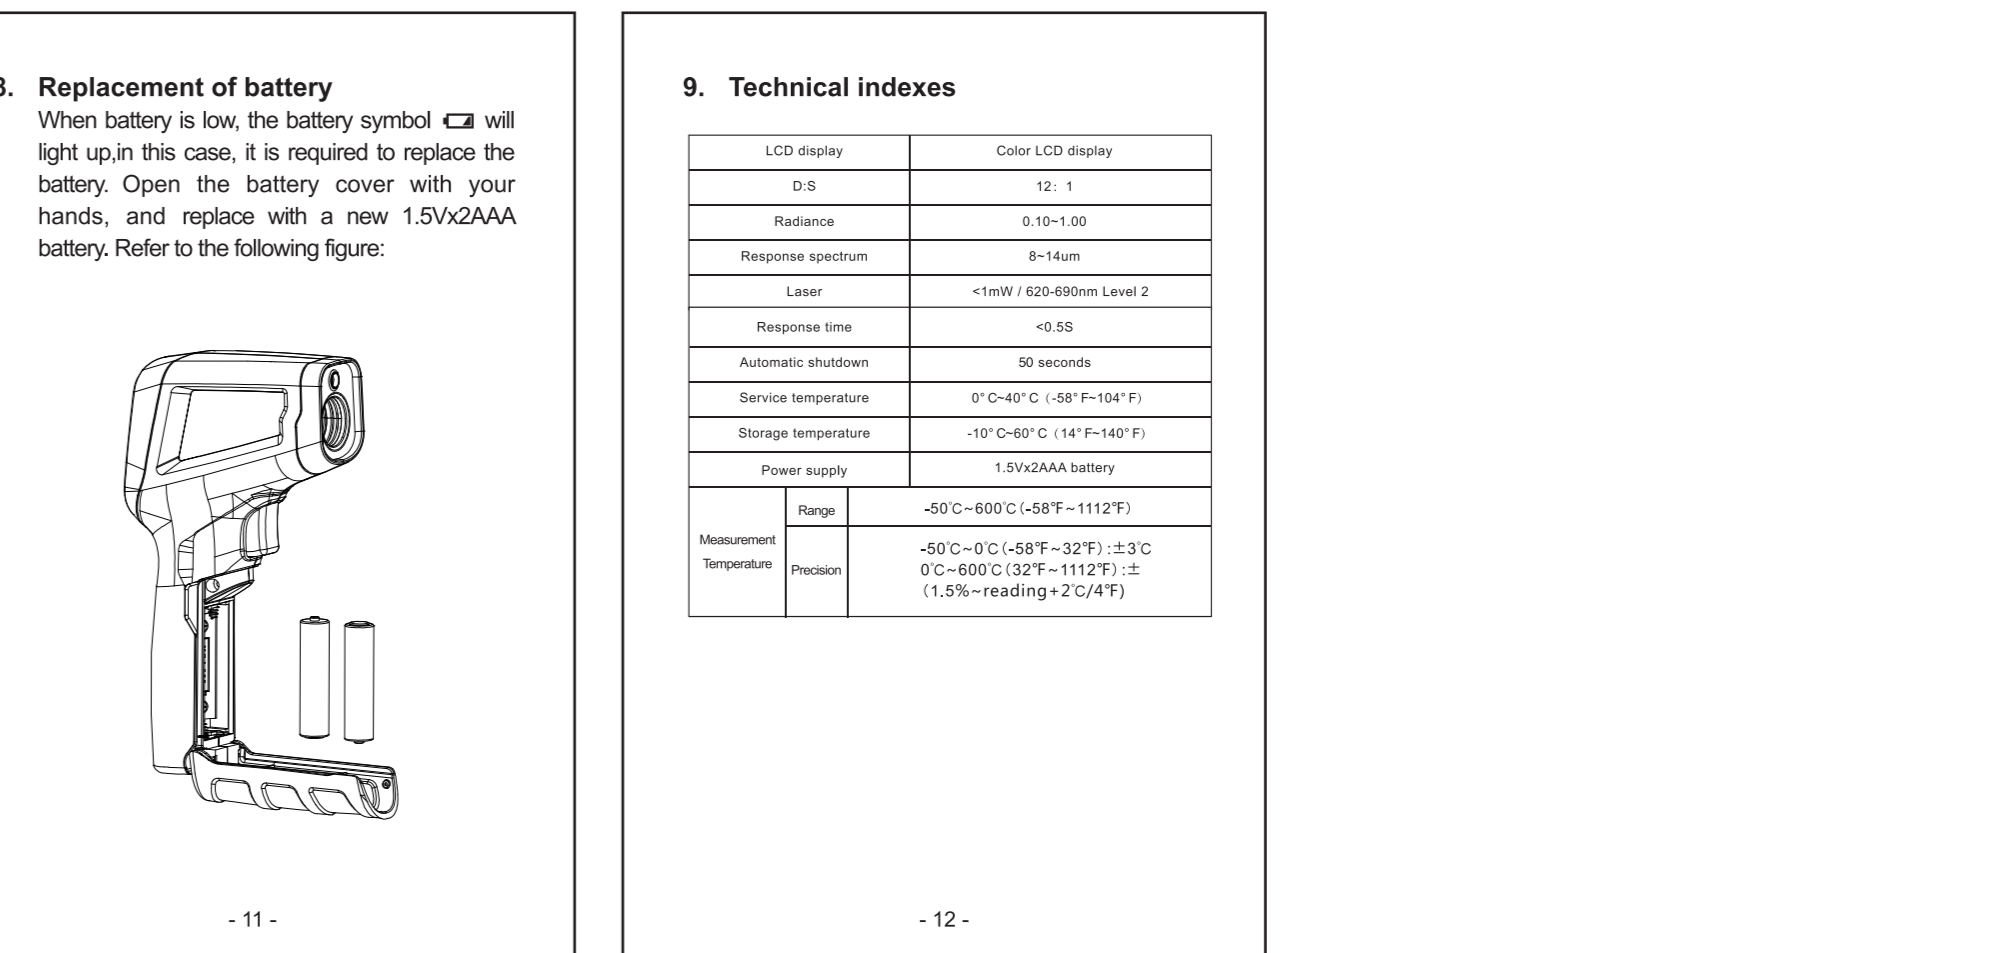 8. Replacement of battery
When battery is low, the battery symbol will
light up,in this case, it is required to replace the
battery. Open the battery cover with your
hands, and replace with a new 1.5Vx2AAA
battery. Refer to the following figure:
- 11 -
9. Technical indexes
LCD display Color LCD display
D:S 12: 1
Radiance 0.10~1.00
Response spectrum 8~14um
Laser <1mW / 620-690nm Level 2
Response time <0.5S
Automatic shutdown 50 seconds
Service temperature 0°C~40°C (-58°F~104°F)
Storage temperature -10°C~60°C (14°F~140°F)
Power supply 1.5Vx2AAA battery
Measurement
Temperature
Range -50℃~600℃(-58℉~1112℉)
Precision
-50℃~0℃(-58℉~32℉):±3℃
0℃~600℃(32℉~1112℉):±
(1.5%~reading+2℃/4℉)
- 12 -